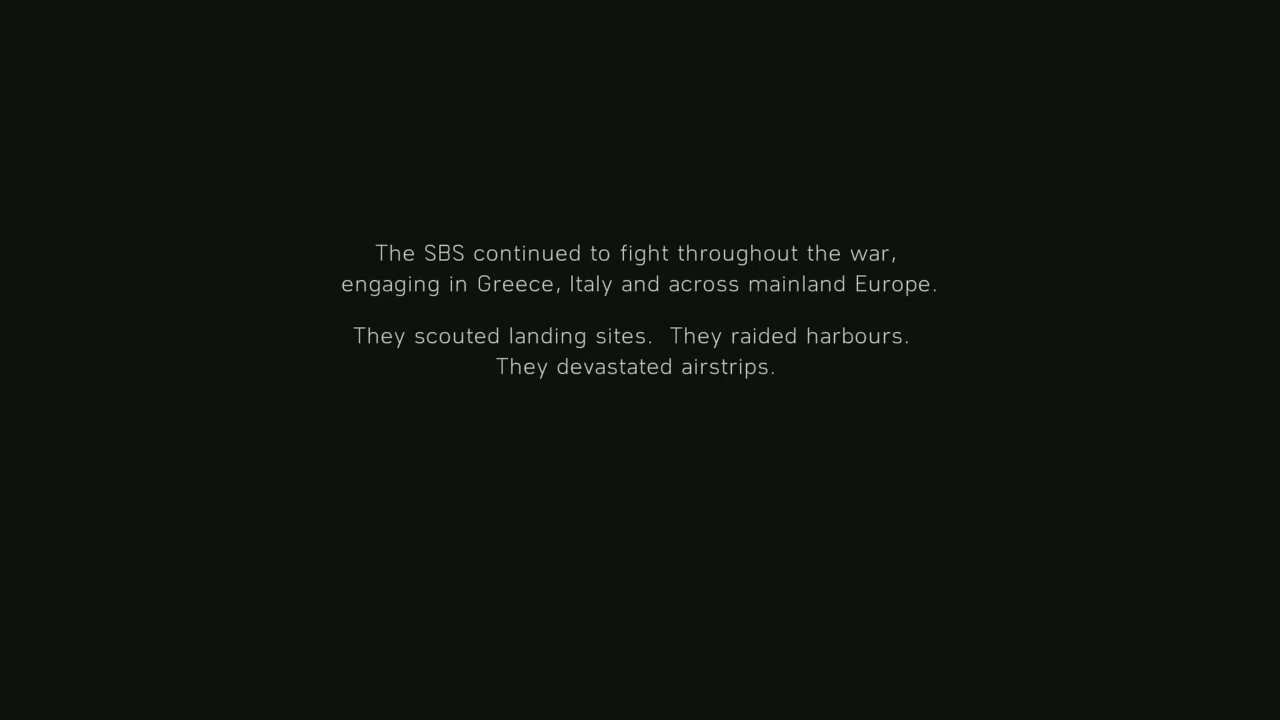 The SBS continued to fight throughout the war,
engaging in Greece, Italy and across mainland Europe.
They scouted landing sites.  They raided harbours.
They devastated airstrips.